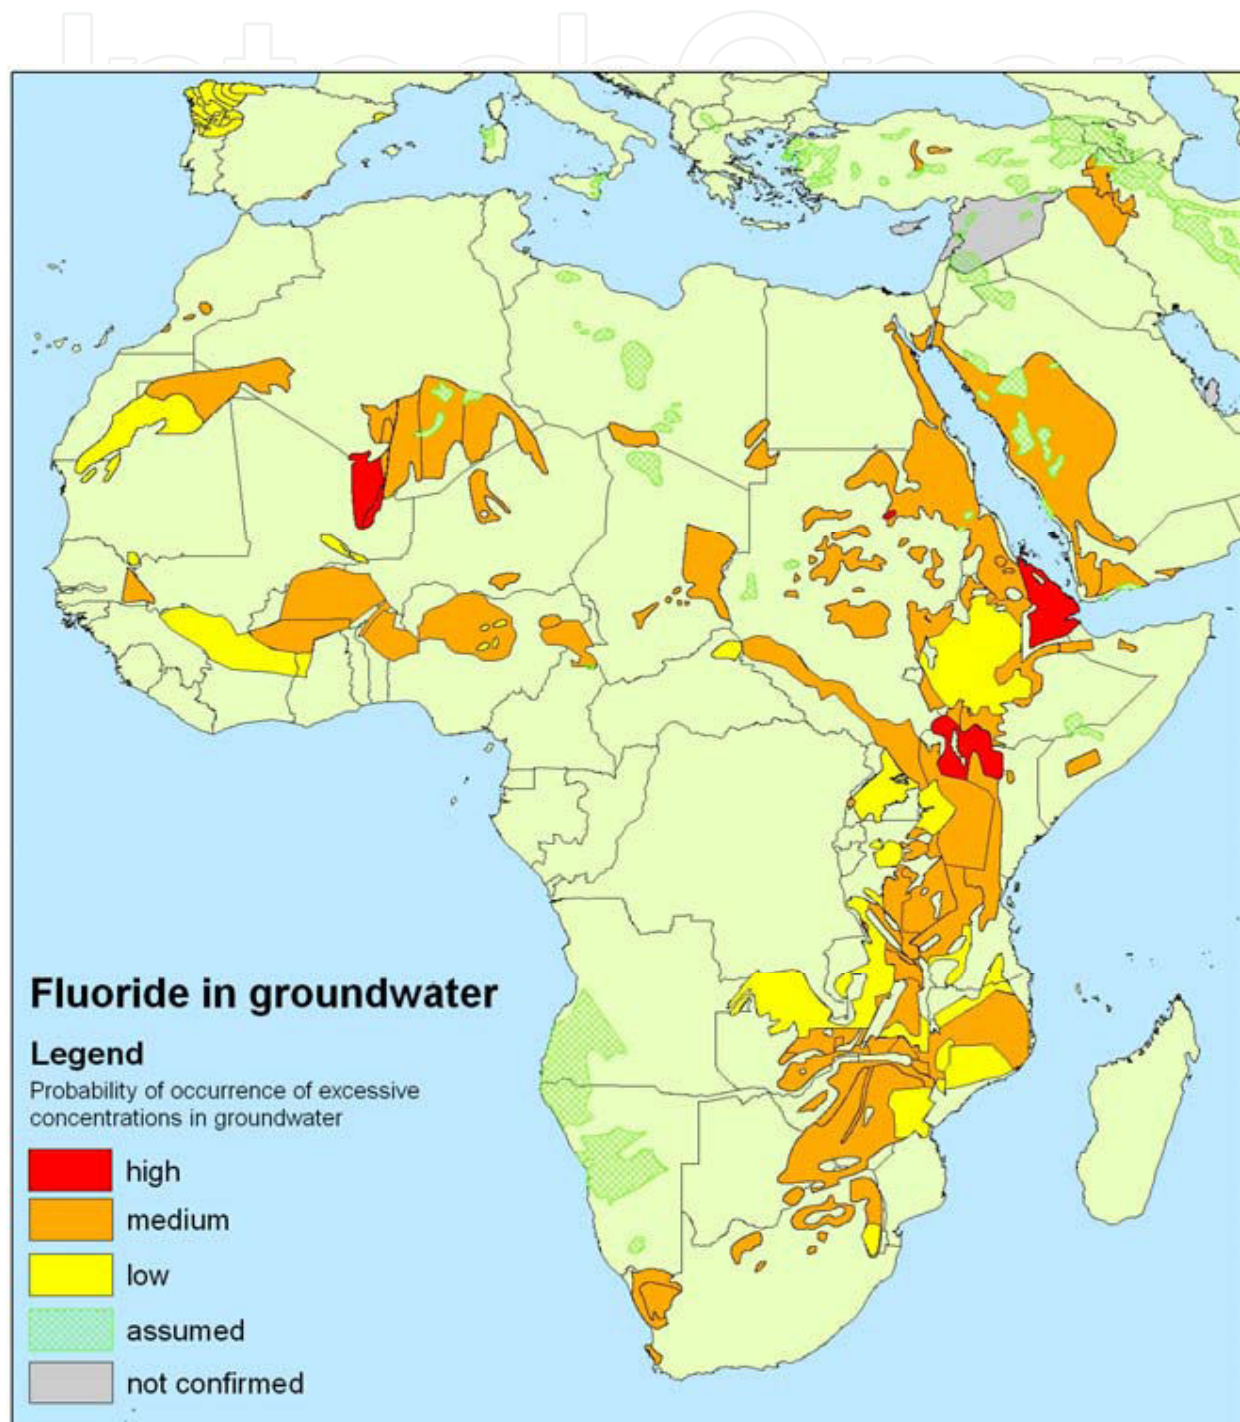 Fluoride in groundwater
Legend
Probability of occurrence of excessive
concentrations in groundwater
high
medium
low
assumed
not confirmed